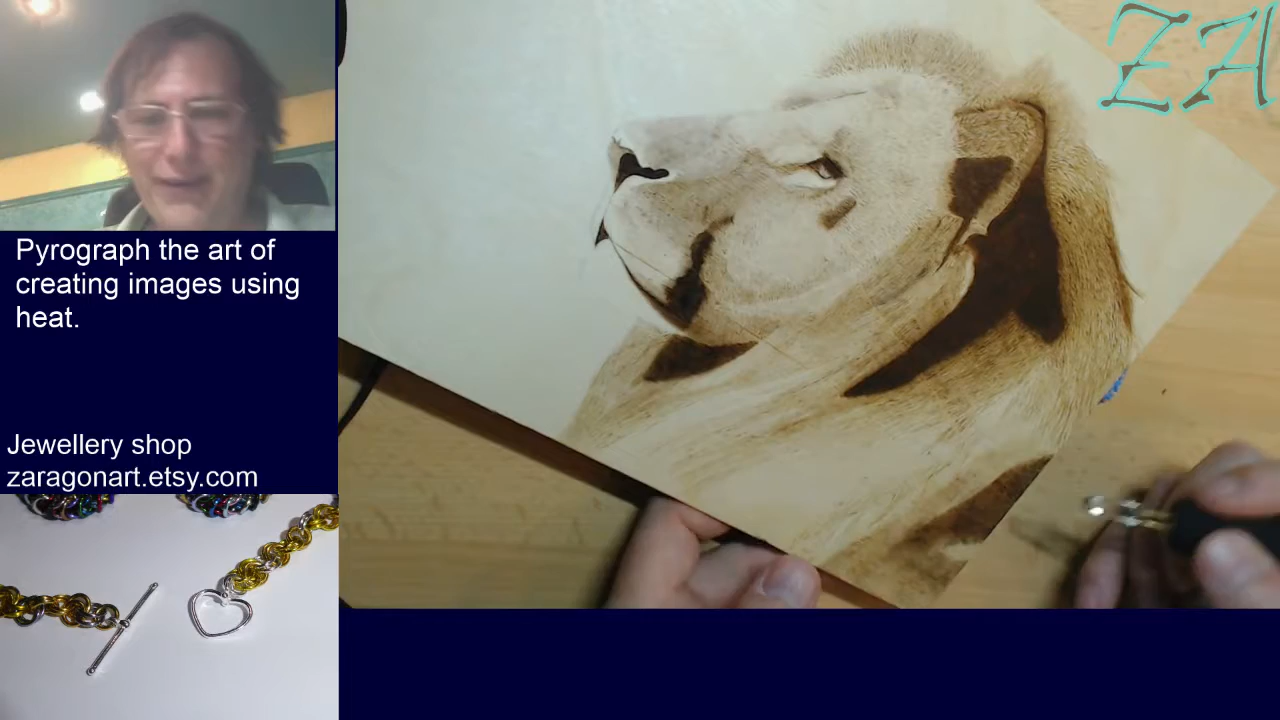 ZA
Pyrograph the art of
creating images using
heat.
Jewellery shop
zaragonart.etsy.com